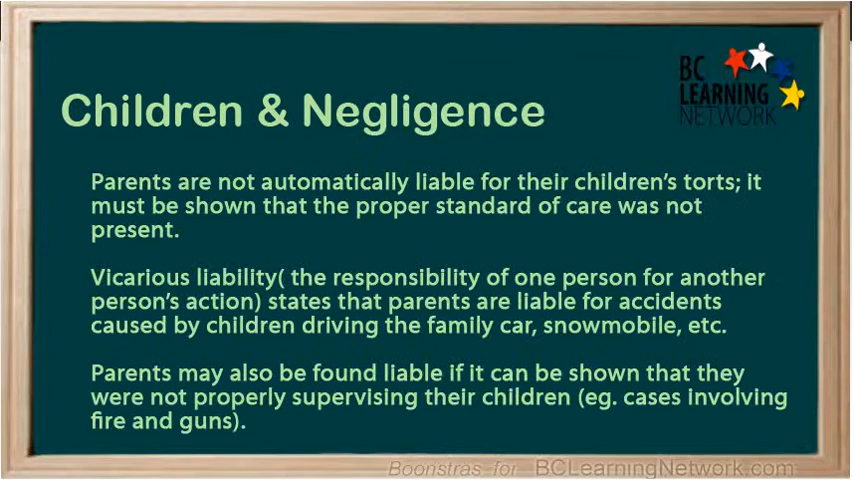 BC
LEARNING
NETWORK
Children & Negligence
Parents are not automatically liable for their children's torts; it
must be shown that the proper standard of care was not
present.
Vicarious liability( the responsibility of one person for another
person's action) states that parents are liable for accidents
caused by children driving the family car, snowmobile, etc.
Parents may also be found liable if it can be shown that they
were not properly supervising their children (eg. cases involving
fire and guns).
Boonstras for BCLearningNetwork.com